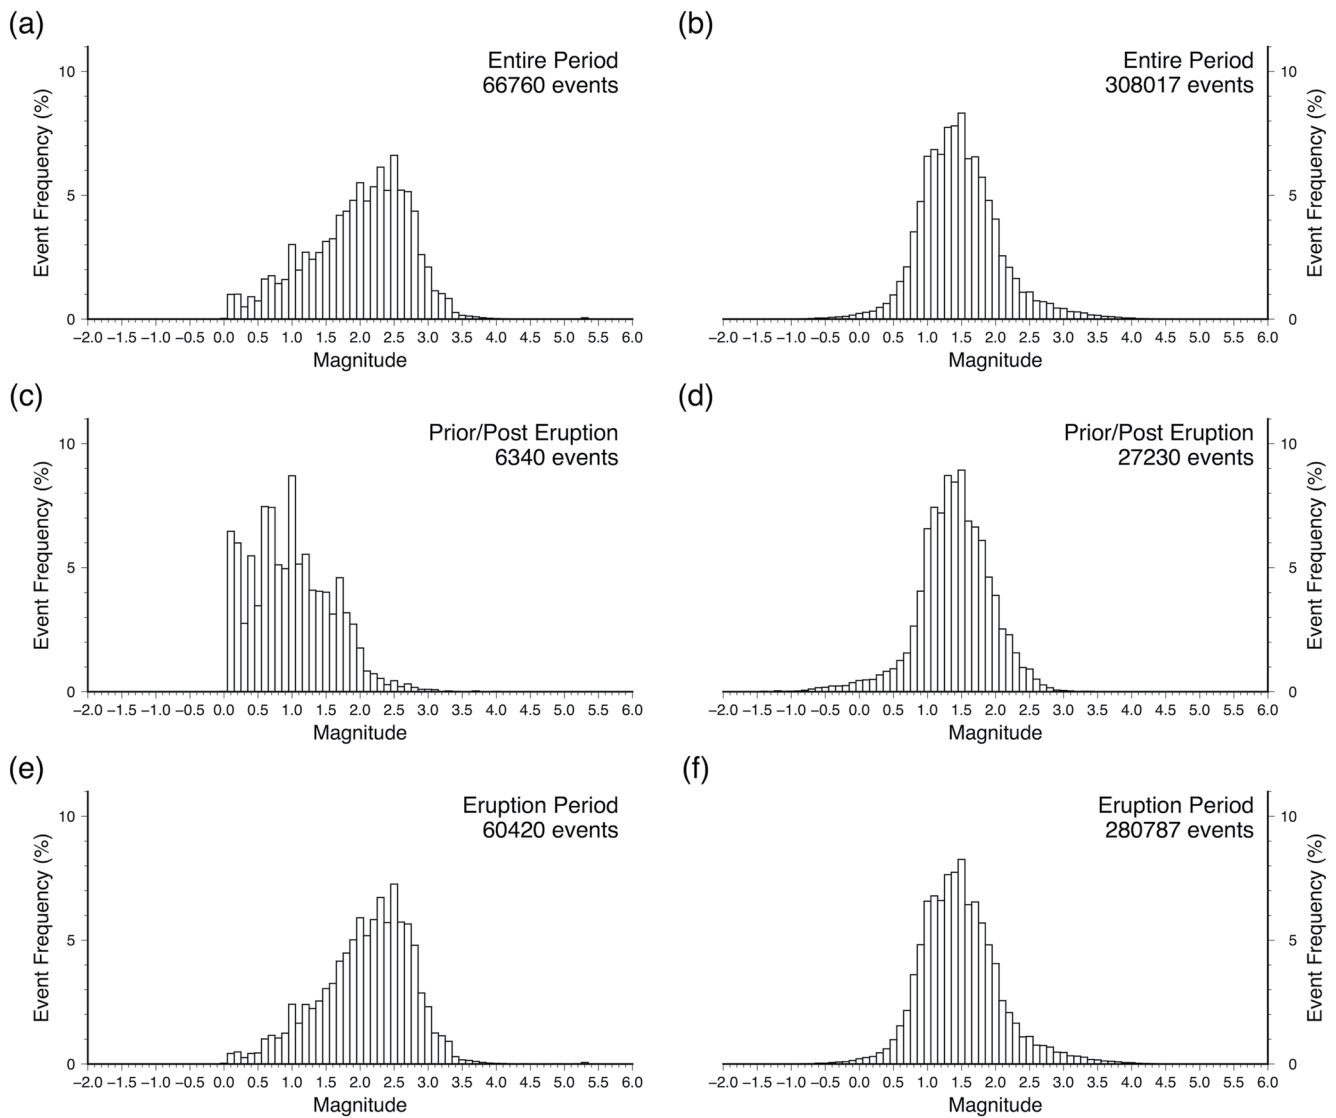 (a)
Entire Period
66760 events
Event Frequency (%)
10
5
0
−2.0 −1.5 −1.0 −0.5 0.0 0.5 1.0 1.5 2.0 2.5 3.0 3.5 4.0 4.5 5.0 5.5 6.0
Magnitude
(b)
Entire Period
308017 events
Event Frequency (%)
10
5
0
−2.0 −1.5 −1.0 −0.5 0.0 0.5 1.0 1.5 2.0 2.5 3.0 3.5 4.0 4.5 5.0 5.5 6.0
Magnitude
(c)
Prior/Post Eruption
6340 events
Event Frequency (%)
10
5
0
−2.0 −1.5 −1.0 −0.5 0.0 0.5 1.0 1.5 2.0 2.5 3.0 3.5 4.0 4.5 5.0 5.5 6.0
Magnitude
(d)
Prior/Post Eruption
27230 events
Event Frequency (%)
10
5
0
−2.0 −1.5 −1.0 −0.5 0.0 0.5 1.0 1.5 2.0 2.5 3.0 3.5 4.0 4.5 5.0 5.5 6.0
Magnitude
(e)
Eruption Period
60420 events
Event Frequency (%)
10
5
0
−2.0 −1.5 −1.0 −0.5 0.0 0.5 1.0 1.5 2.0 2.5 3.0 3.5 4.0 4.5 5.0 5.5 6.0
Magnitude
(f)
Eruption Period
280787 events
Event Frequency (%)
10
5
0
−2.0 −1.5 −1.0 −0.5 0.0 0.5 1.0 1.5 2.0 2.5 3.0 3.5 4.0 4.5 5.0 5.5 6.0
Magnitude